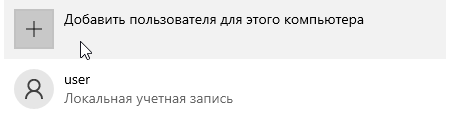 Добавить пользователя для этого компьютера
user
Локальная учетная запись